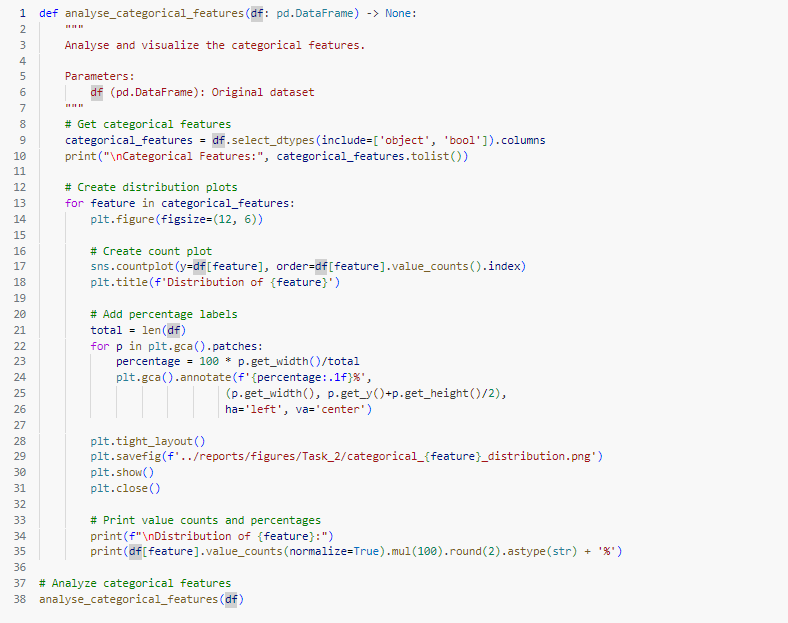 1 def analyse_categorical_features(df: pd.DataFrame) -> None:
2     """
3     Analyse and visualize the categorical features.
4
5     Parameters:
6         df (pd.DataFrame): Original dataset
7     """
8     # Get categorical features
9     categorical_features = df.select_dtypes(include=['object', 'bool']).columns
10     print("\nCategorical Features:", categorical_features.tolist())
11
12     # Create distribution plots
13     for feature in categorical_features:
14         plt.figure(figsize=(12, 6))
15
16         # Create count plot
17         sns.countplot(y=df[feature], order=df[feature].value_counts().index)
18         plt.title(f'Distribution of {feature}')
19
20         # Add percentage labels
21         total = len(df)
22         for p in plt.gca().patches:
23             percentage = 100 * p.get_width()/total
24             plt.gca().annotate(f'{percentage:.1f}%',
25                              (p.get_width(), p.get_y()+p.get_height()/2),
26                              ha='left', va='center')
27
28         plt.tight_layout()
29         plt.savefig(f'../reports/figures/Task_2/categorical_{feature}_distribution.png')
30         plt.show()
31         plt.close()
32
33         # Print value counts and percentages
34         print(f"\nDistribution of {feature}:")
35         print(df[feature].value_counts(normalize=True).mul(100).round(2).astype(str) + '%')
36
37 # Analyze categorical features
38 analyse_categorical_features(df)